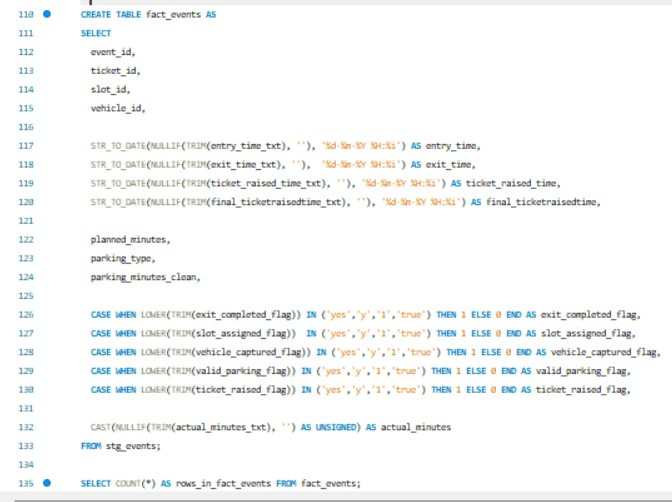 110 CREATE TABLE fact_events AS
111 SELECT
112 event_id,
113 ticket_id,
114 slot_id,
115 vehicle_id,
116
117 STR_TO_DATE(NULLIF(TRIM(entry_time_txt), ''), '%d-%m-%Y %H:%i') AS entry_time,
118 STR_TO_DATE(NULLIF(TRIM(exit_time_txt), ''), '%d-%m-%Y %H:%i') AS exit_time,
119 STR_TO_DATE(NULLIF(TRIM(ticket_raised_time_txt), ''), '%d-%m-%Y %H:%i') AS ticket_raised_time,
120 STR_TO_DATE(NULLIF(TRIM(final_ticketraisedtime_txt), ''), '%d-%m-%Y %H:%i') AS final_ticketraisedtime,
121
122 planned_minutes,
123 parking_type,
124 parking_minutes_clean,
125
126 CASE WHEN LOWER(TRIM(exit_completed_flag)) IN ('yes','y','1','true') THEN 1 ELSE 0 END AS exit_completed_flag,
127 CASE WHEN LOWER(TRIM(slot_assigned_flag)) IN ('yes','y','1','true') THEN 1 ELSE 0 END AS slot_assigned_flag,
128 CASE WHEN LOWER(TRIM(vehicle_captured_flag)) IN ('yes','y','1','true') THEN 1 ELSE 0 END AS vehicle_captured_flag,
129 CASE WHEN LOWER(TRIM(valid_parking_flag)) IN ('yes','y','1','true') THEN 1 ELSE 0 END AS valid_parking_flag,
130 CASE WHEN LOWER(TRIM(ticket_raised_flag)) IN ('yes','y','1','true') THEN 1 ELSE 0 END AS ticket_raised_flag,
131
132 CAST(NULLIF(TRIM(actual_minutes_txt), '') AS UNSIGNED) AS actual_minutes
133 FROM stg_events;
134
135 SELECT COUNT(*) AS rows_in_fact_events FROM fact_events;